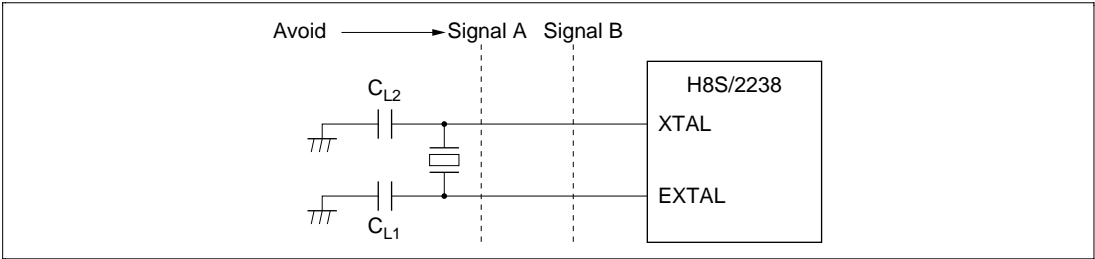 Avoid Signal A Signal B
H8S/2238
CL2
XTAL
EXTAL
CL1